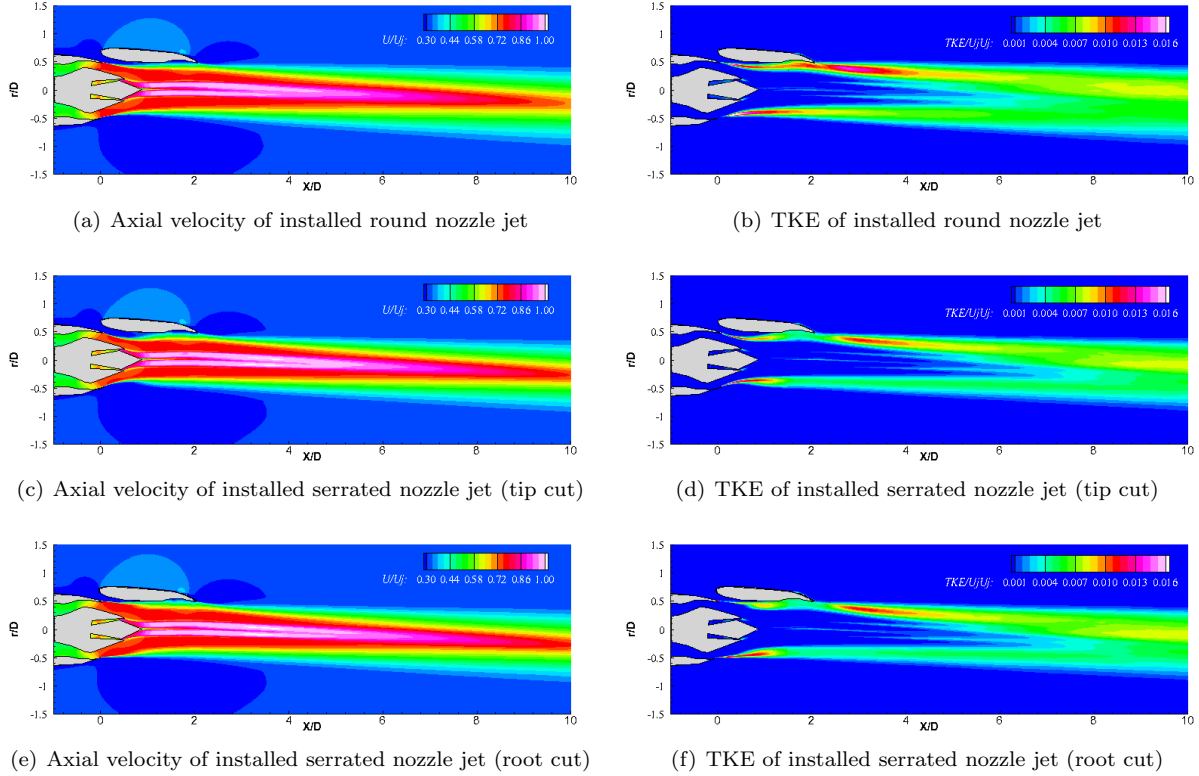 1.5
1
0.5
0
-0.5
-1
-1.5
r/D
0 2 4 6 8 10
X/D
U/Uj: 0.30 0.44 0.58 0.72 0.86 1.00
1.5
1
0.5
0
-0.5
-1
-1.5
r/D
0 2 4 6 8 10
X/D
TKE/UjUj: 0.001 0.004 0.007 0.010 0.013 0.016
(a) Axial velocity of installed round nozzle jet
(b) TKE of installed round nozzle jet
1.5
1
0.5
0
-0.5
-1
-1.5
r/D
0 2 4 6 8 10
X/D
U/Uj: 0.30 0.44 0.58 0.72 0.86 1.00
1.5
1
0.5
0
-0.5
-1
-1.5
r/D
0 2 4 6 8 10
X/D
TKE/UjUj: 0.001 0.004 0.007 0.010 0.013 0.016
(c) Axial velocity of installed serrated nozzle jet (tip cut)
(d) TKE of installed serrated nozzle jet (tip cut)
1.5
1
0.5
0
-0.5
-1
-1.5
r/D
0 2 4 6 8 10
X/D
U/Uj: 0.30 0.44 0.58 0.72 0.86 1.00
1.5
1
0.5
0
-0.5
-1
-1.5
r/D
0 2 4 6 8 10
X/D
TKE/UjUj: 0.001 0.004 0.007 0.010 0.013 0.016
(e) Axial velocity of installed serrated nozzle jet (root cut)
(f) TKE of installed serrated nozzle jet (root cut)